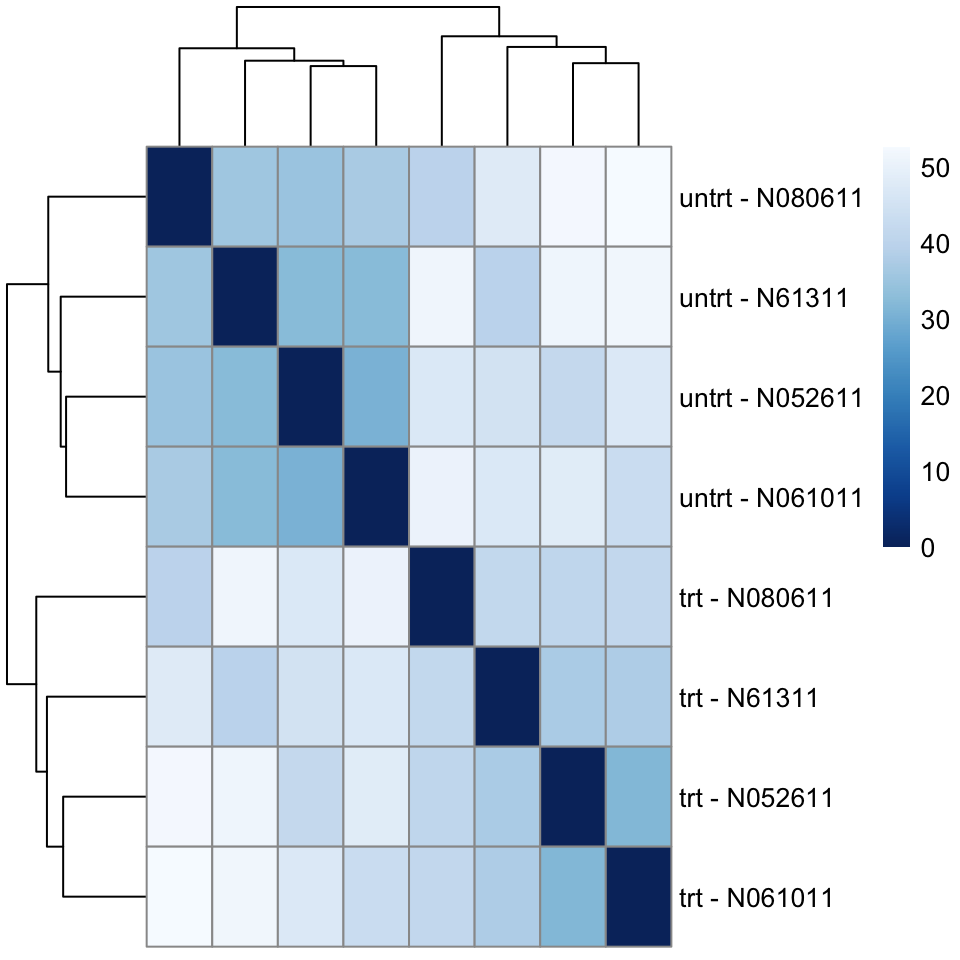 untrt - N080611
untrt - N61311
untrt - N052611
untrt - N061011
trt - N080611
trt - N61311
trt - N052611
trt - N061011
50
40
30
20
10
0